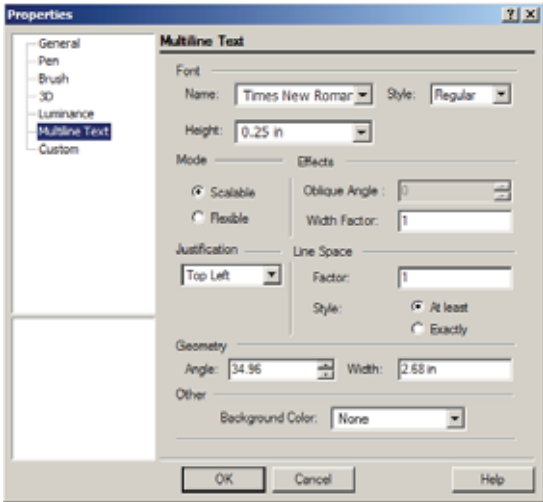 Properties
General
Pen
Brush
3D
Luminance
Multiline Text
Custom
Multiline Text
Font
Name: Times New Roman Style: Regular
Height: 0.25 in
Mode
Scalable
Flexible
Effects
Oblique Angle : 0
Width Factor: 1
Justification
Top Left
Line Space
Factor: 1
Style: At least
Exactly
Geometry
Angle: 34.96 Width: 2.68 in
Other
Background Color: None
OK Cancel Help